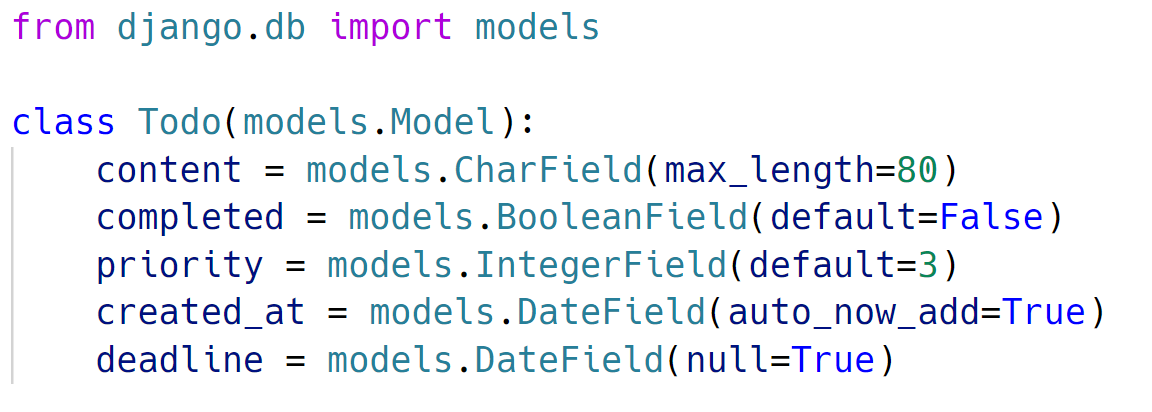 from django.db import models
class Todo(models.Model):
    content = models.CharField(max_length=80)
    completed = models.BooleanField(default=False)
    priority = models.IntegerField(default=3)
    created_at = models.DateField(auto_now_add=True)
    deadline = models.DateField(null=True)